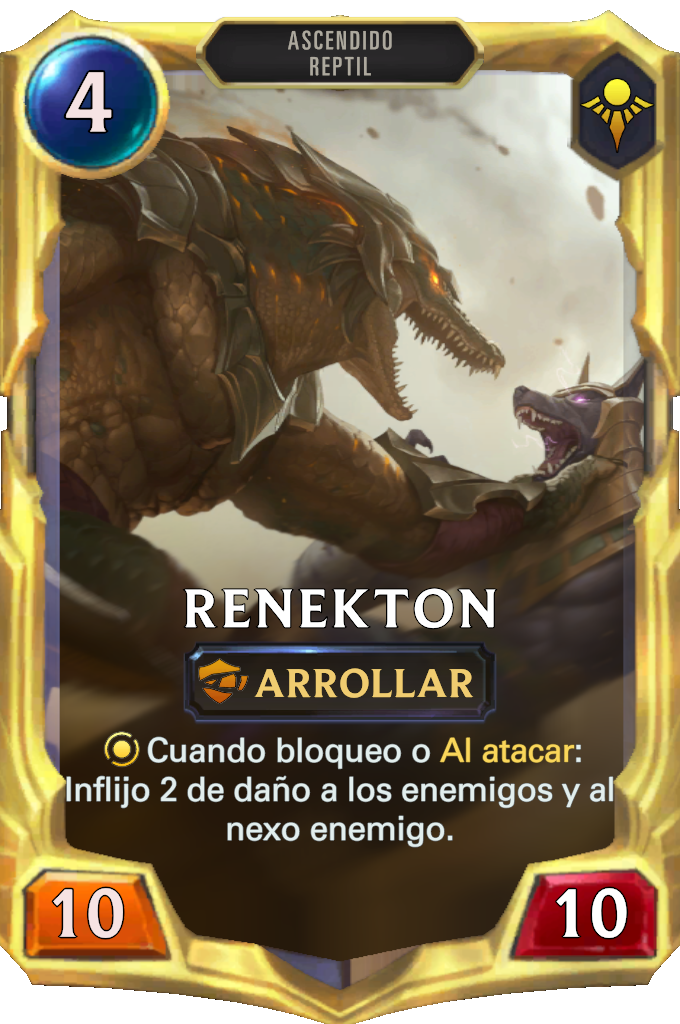 4
ASCENDIDO
REPTIL
RENEKTON
ARROLLAR
Cuando bloqueo o Al atacar:
Inflijo 2 de daño a los enemigos y al
nexo enemigo.
10
10